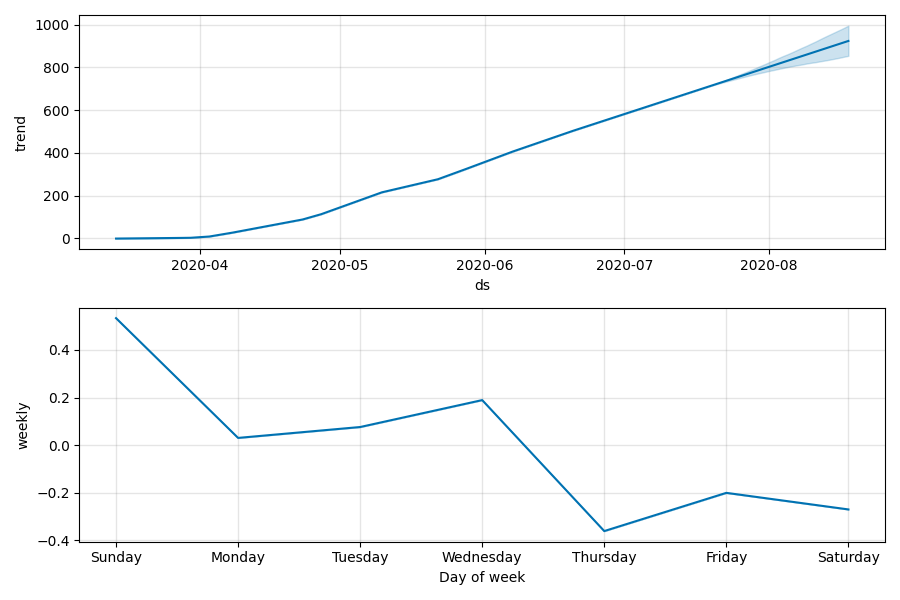 1000
800
600
400
200
0
trend
2020-04 2020-05 2020-06 2020-07 2020-08
ds
0.4
0.2
0.0
−0.2
−0.4
weekly
Sunday Monday Tuesday Wednesday Thursday Friday Saturday
Day of week